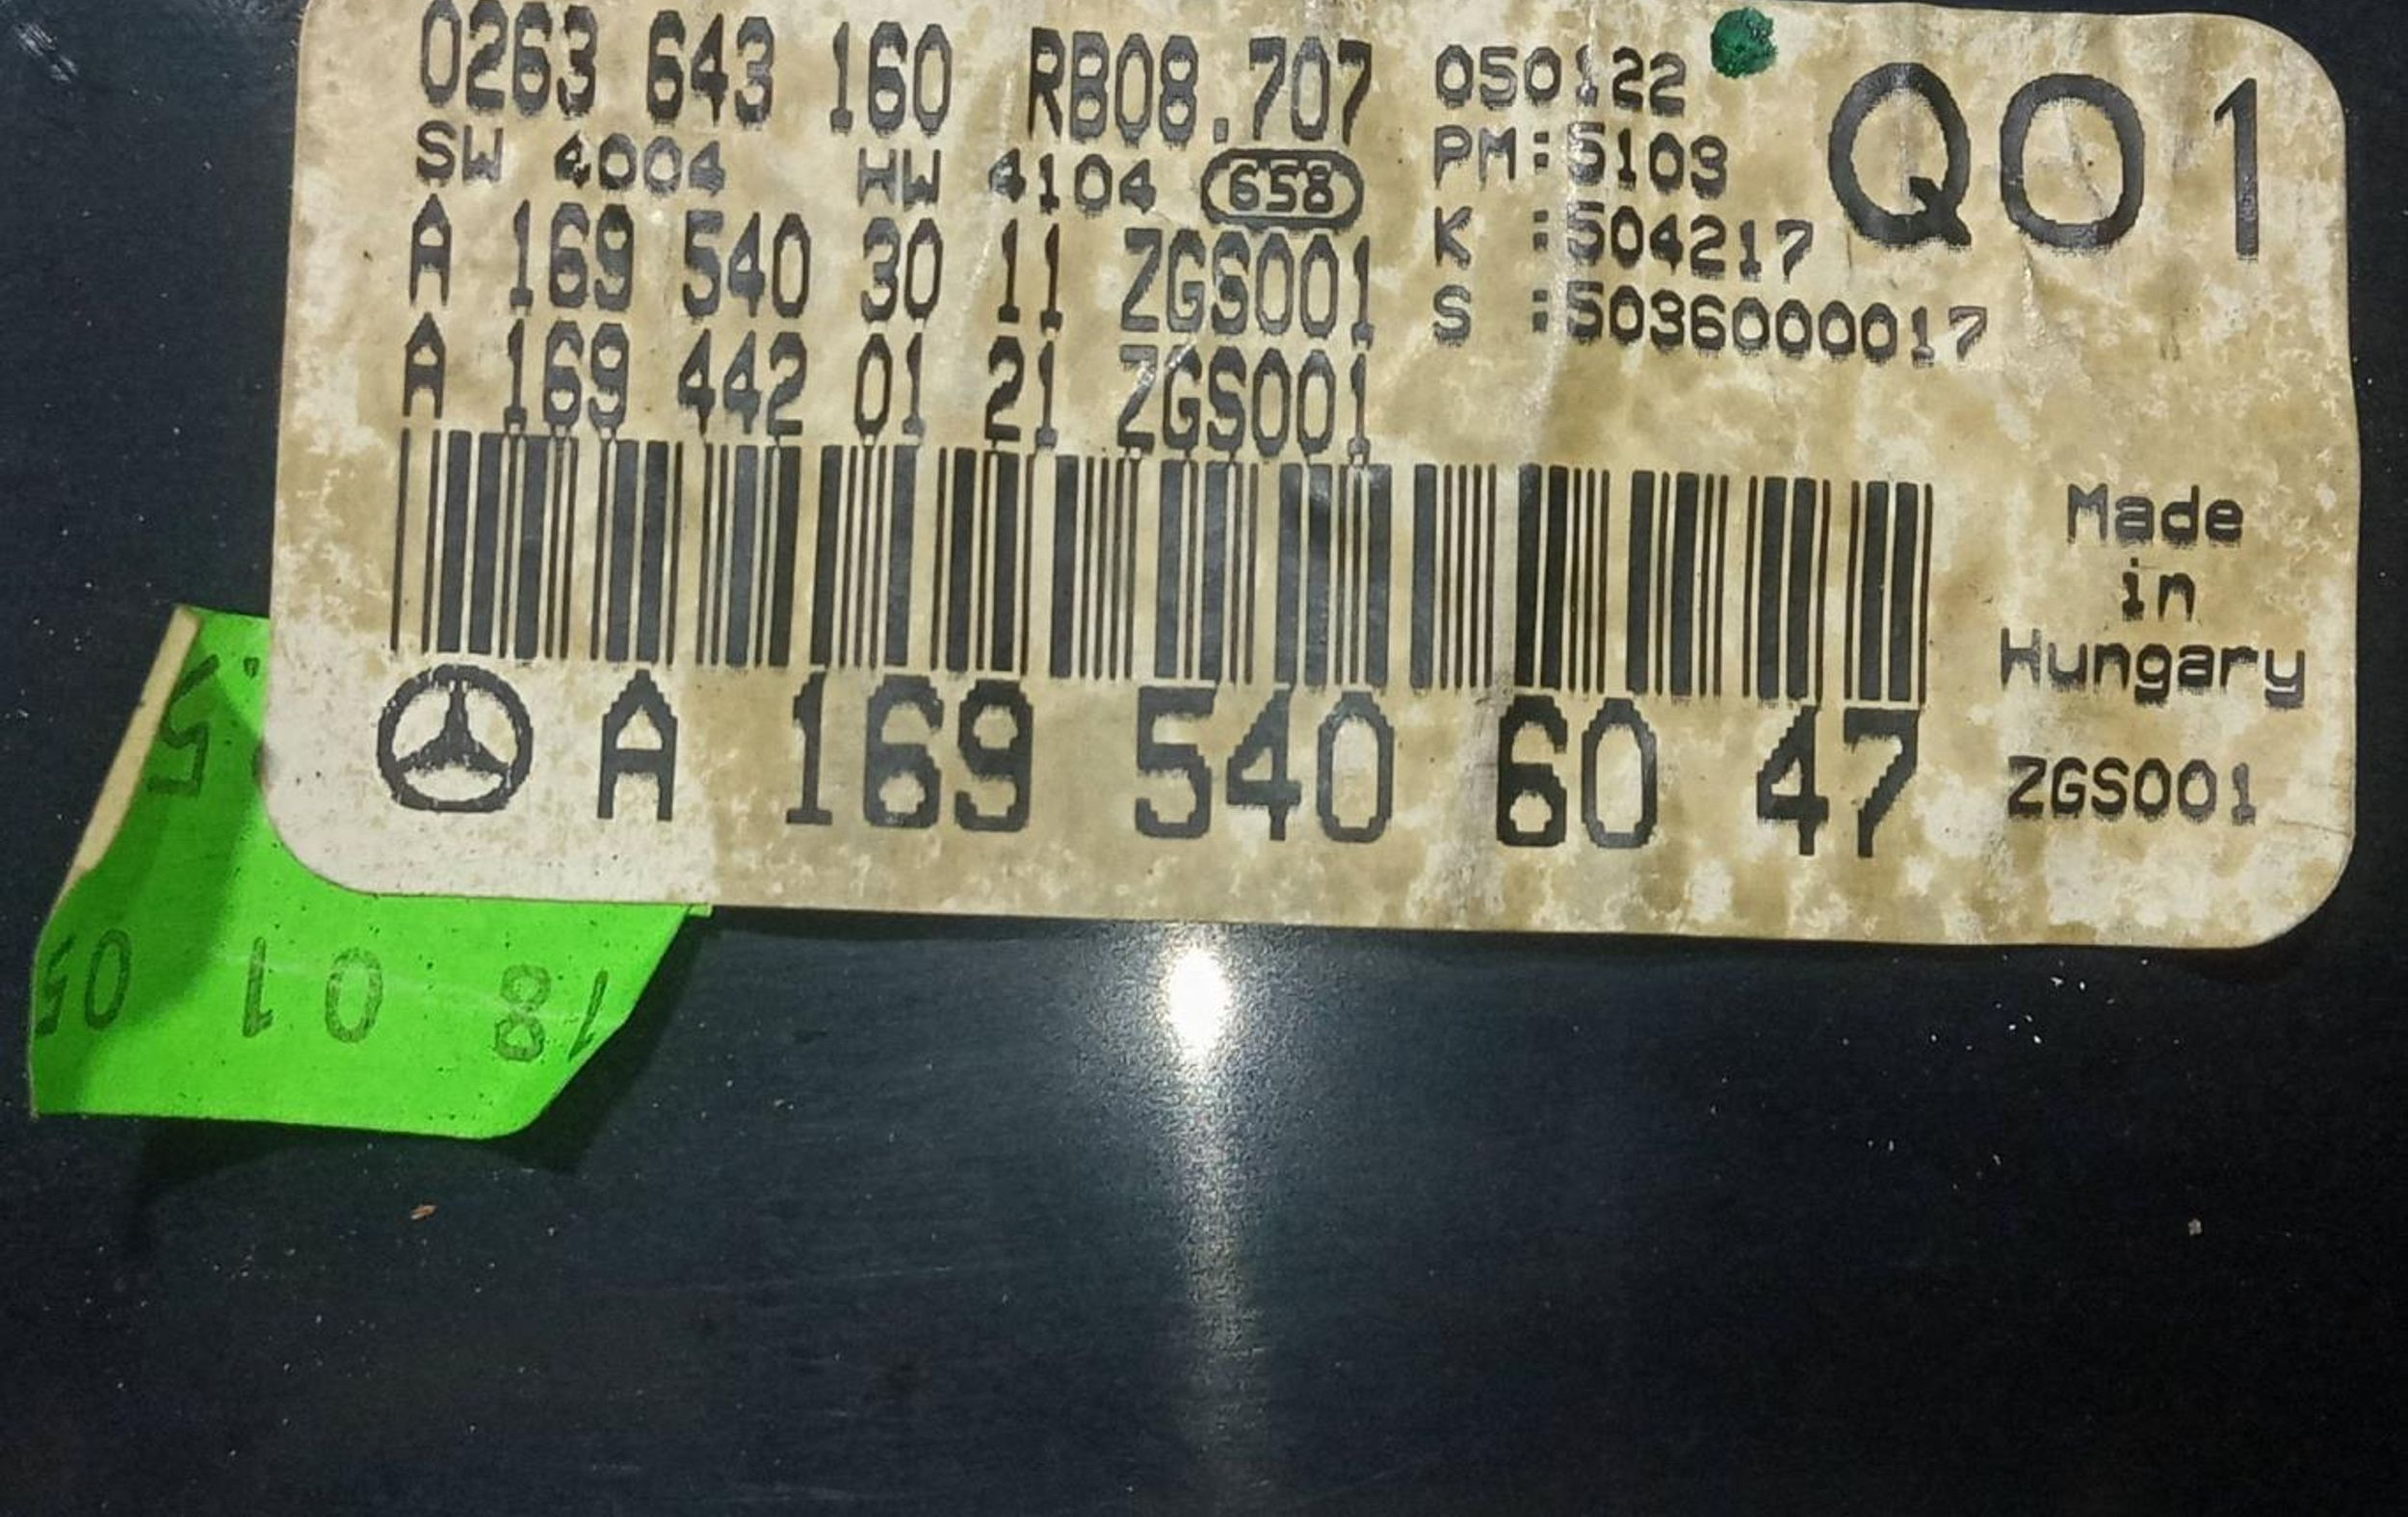 0263 643 160 RB08.707
SW 4004 HW 4104 658
A 169 540 30 11 ZGS001
A 169 442 01 21 ZGS001
050122
PM:5103
K :504217
S :5036000017
Q01
Made
in
Hungary
A 169 540 60 47
ZGS001
18 01 05